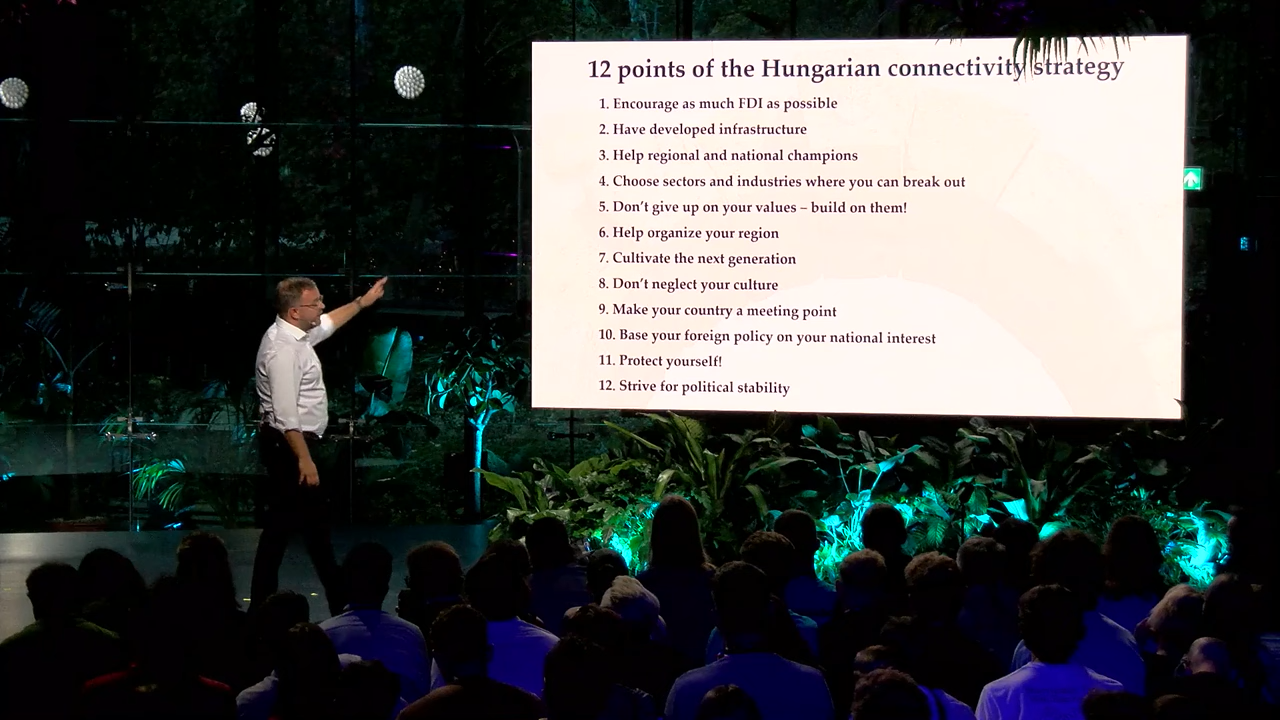 12 points of the Hungarian connectivity strategy
1. Encourage as much FDI as possible
2. Have developed infrastructure
3. Help regional and national champions
4. Choose sectors and industries where you can break out
5. Don't give up on your values – build on them!
6. Help organize your region
7. Cultivate the next generation
8. Don't neglect your culture
9. Make your country a meeting point
10. Base your foreign policy on your national interest
11. Protect yourself!
12. Strive for political stability